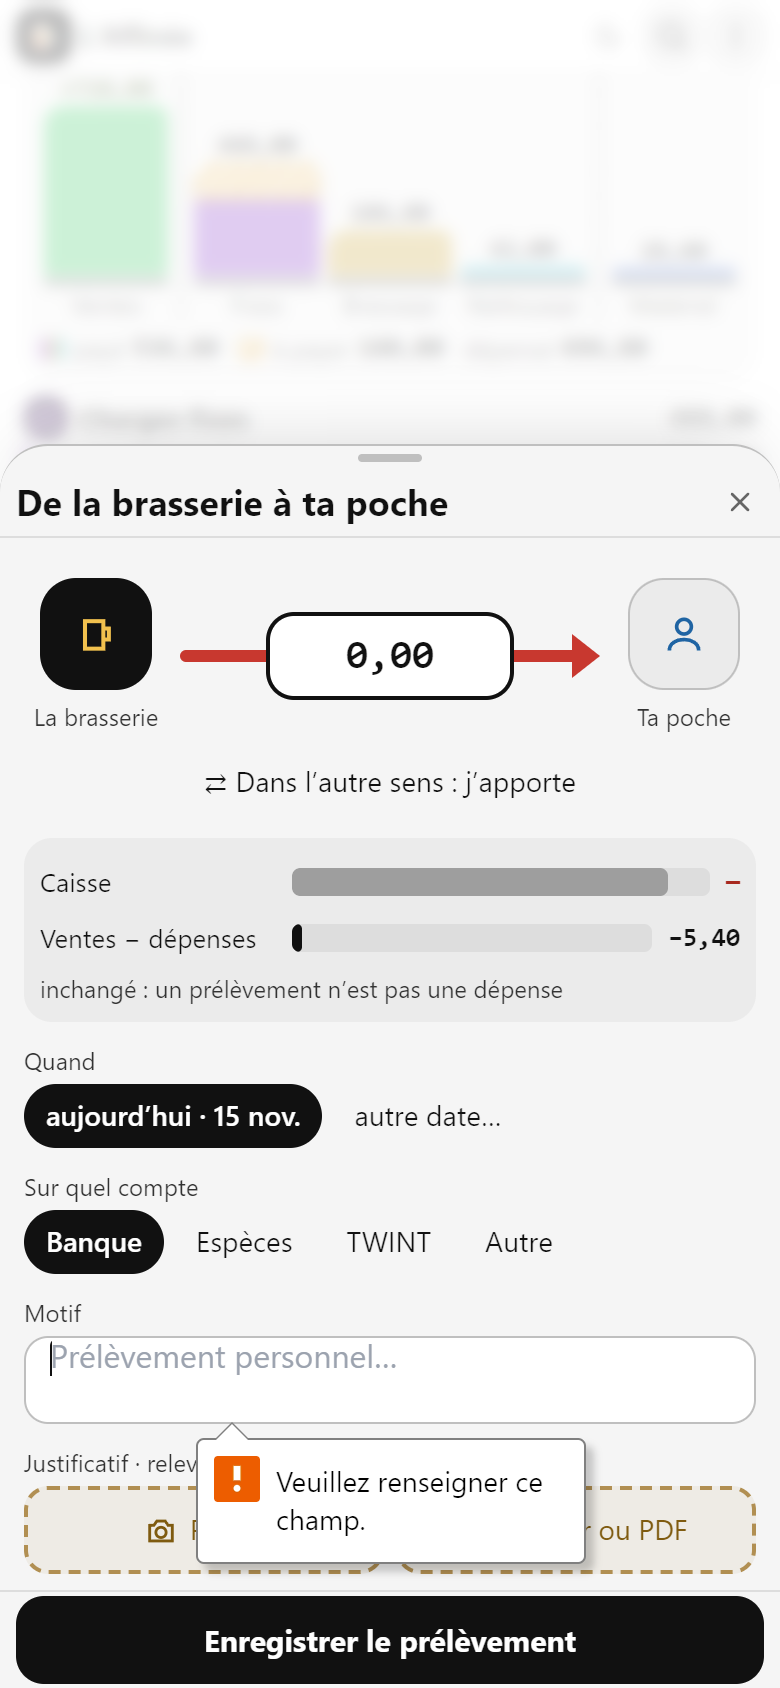 De la brasserie à ta poche
0,00
La brasserie
Ta poche
⇄ Dans l’autre sens : j’apporte
Caisse
–
Ventes – dépenses
−5,40
inchangé : un prélèvement n’est pas une dépense
Quand
aujourd’hui · 15 nov.
autre date…
Sur quel compte
Banque
Espèces
TWINT
Autre
Motif
Prélèvement personnel…
Justificatif ·
Veuillez renseigner ce
champ.
ou PDF
Enregistrer le prélèvement